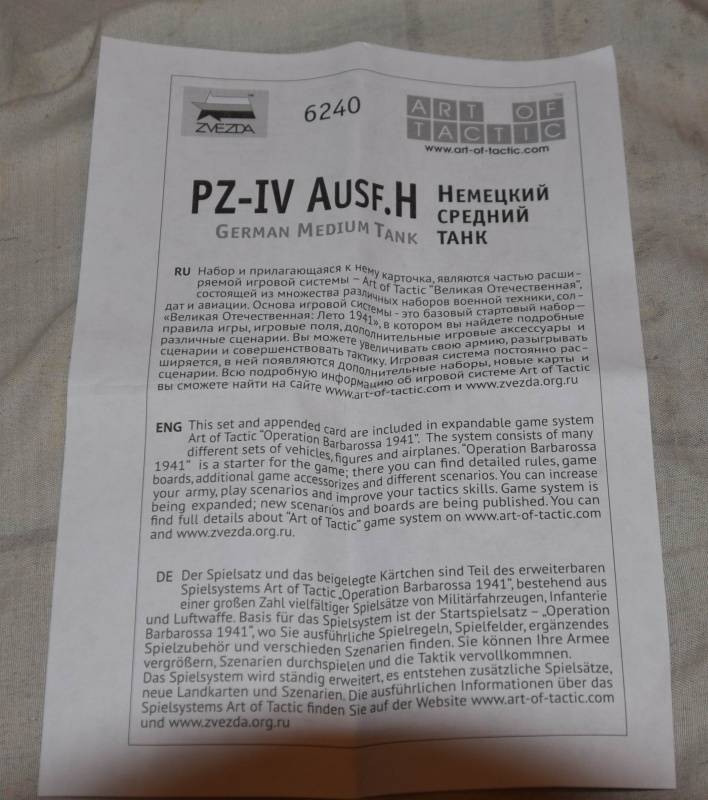 ZVEZDA
6240
ART OF
TACTIC
www.art-of-tactic.com
PZ-IV AUSF.H
GERMAN MEDIUM TANK
НЕМЕЦКИЙ
СРЕДНИЙ
ТАНК
RU Набор и прилагающаяся к нему карточка, являются частью расши-
ряемой игровой системы – Art of Tactic "Великая Отечественная",
состоящей из множества различных наборов военной техники, сол-
дат и авиации. Основа игровой системы - это базовый стартовый набор—
«Великая Отечественная: Лето 1941», в котором вы найдете подробные
правила игры, игровые поля, дополнительные игровые аксессуары и
различные сценарии. Вы можете увеличивать свою армию, разыгрывать
сценарии и совершенствовать тактику. Игровая система постоянно рас-
ширяется, в ней появляются дополнительные наборы, новые карты и
сценарии. Всю подробную информацию об игровой системе Art of Tactic
вы сможете найти на сайте www.art-of-tactic.com и www.zvezda.org.ru
ENG This set and appended card are included in expandable game system
Art of Tactic "Operation Barbarossa 1941". The system consists of many
different sets of vehicles, figures and airplanes. "Operation Barbarossa
1941" is a starter for the game; there you can find detailed rules, game
boards, additional game accessorizes and different scenarios. You can increase
your army, play scenarios and improve your tactics skills. Game system is
being expanded; new scenarios and boards are being published. You can
find full details about "Art of Tactic" game system on www.art-of-tactic.com
and www.zvezda.org.ru.
DE Der Spielsatz und das beigelegte Kärtchen sind Teil des erweiterbaren
Spielsystems Art of Tactic „Operation Barbarossa 1941“, bestehend aus
einer großen Zahl vielfältiger Spielsätze von Militärfahrzeugen, Infanterie
und Luftwaffe. Basis für das Spielsystem ist der Startspielsatz – „Operation
Barbarossa 1941“, wo Sie ausführliche Spielregeln, Spielfelder, ergänzendes
Spielzubehör und verschieden Szenarien finden. Sie können Ihre Armee
vergrößern, Szenarien durchspielen und die Taktik vervollkommnen.
Das Spielsystem wird ständig erweitert, es entstehen zusätzliche Spielsätze,
neue Landkarten und Szenarien. Die ausführlichen Informationen über das
Spielsystems Art of Tactic finden Sie auf der Website www.art-of-tactic.com
und www.zvezda.org.ru